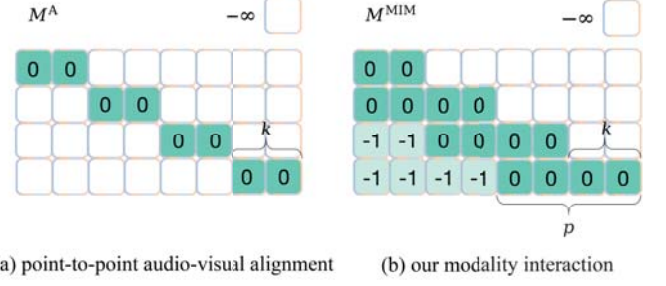 M^A −∞ M^MIM −∞
0 0 0 0
0 0 0 0 0 0
0 0 k -1 -1 0 0 0 0 k
0 0 -1 -1 -1 -1 0 0 0 0
p
a) point-to-point audio-visual alignment (b) our modality interaction